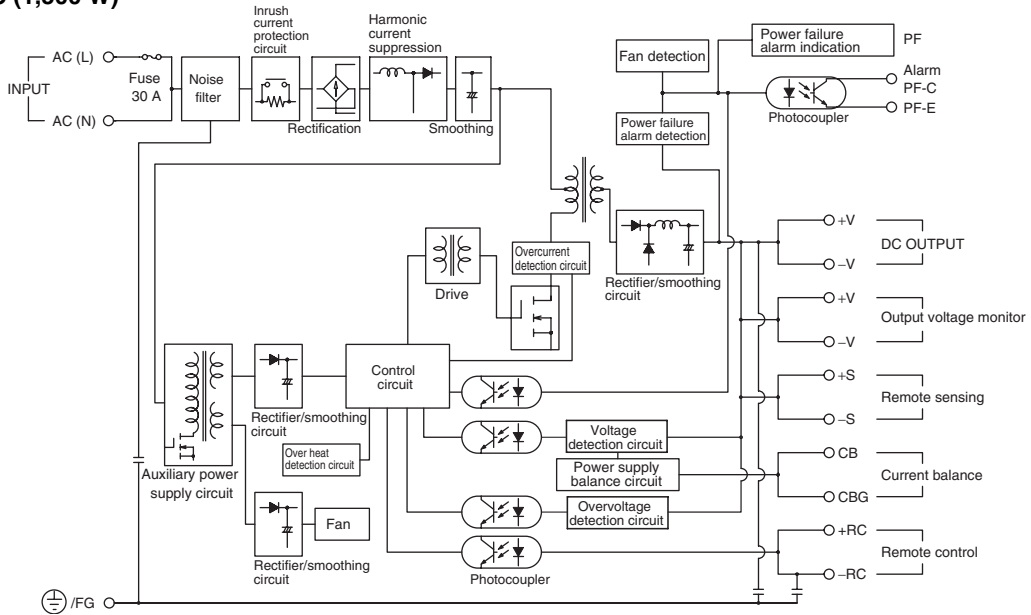 Inrush
current
protection
circuit
Harmonic
current
suppression
Power failure
alarm indication
PF
AC (L)
Fuse
30 A
INPUT
AC (N)
Noise
filter
Rectification
Smoothing
Fan detection
Alarm
PF-C
PF-E
Photocoupler
Power failure
alarm detection
Overcurrent
detection circuit
Drive
Rectifier/smoothing
circuit
+V
DC OUTPUT
–V
+V
Output voltage monitor
–V
Control
circuit
+S
Remote sensing
–S
Rectifier/smoothing
circuit
Over heat
detection circuit
Voltage
detection circuit
Power supply
balance circuit
CB
Current balance
CBG
Auxiliary power
supply circuit
Fan
Overvoltage
detection circuit
+RC
Remote control
–RC
Rectifier/smoothing
circuit
Photocoupler
/FG